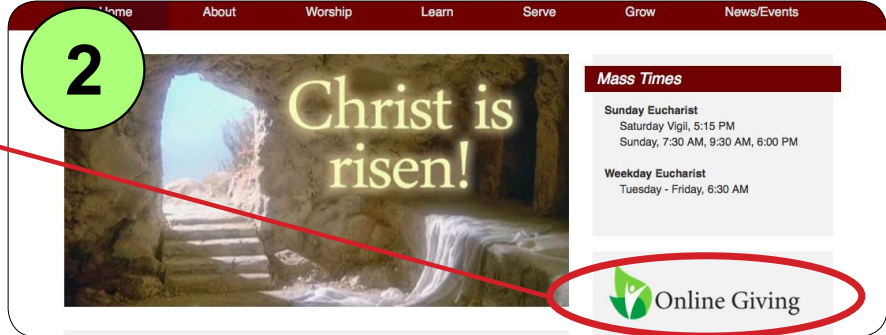 Home About Worship Learn Serve Grow News/Events
2
Christ is
risen!
Mass Times
Sunday Eucharist
Saturday Vigil, 5:15 PM
Sunday, 7:30 AM, 9:30 AM, 6:00 PM
Weekday Eucharist
Tuesday - Friday, 6:30 AM
Online Giving